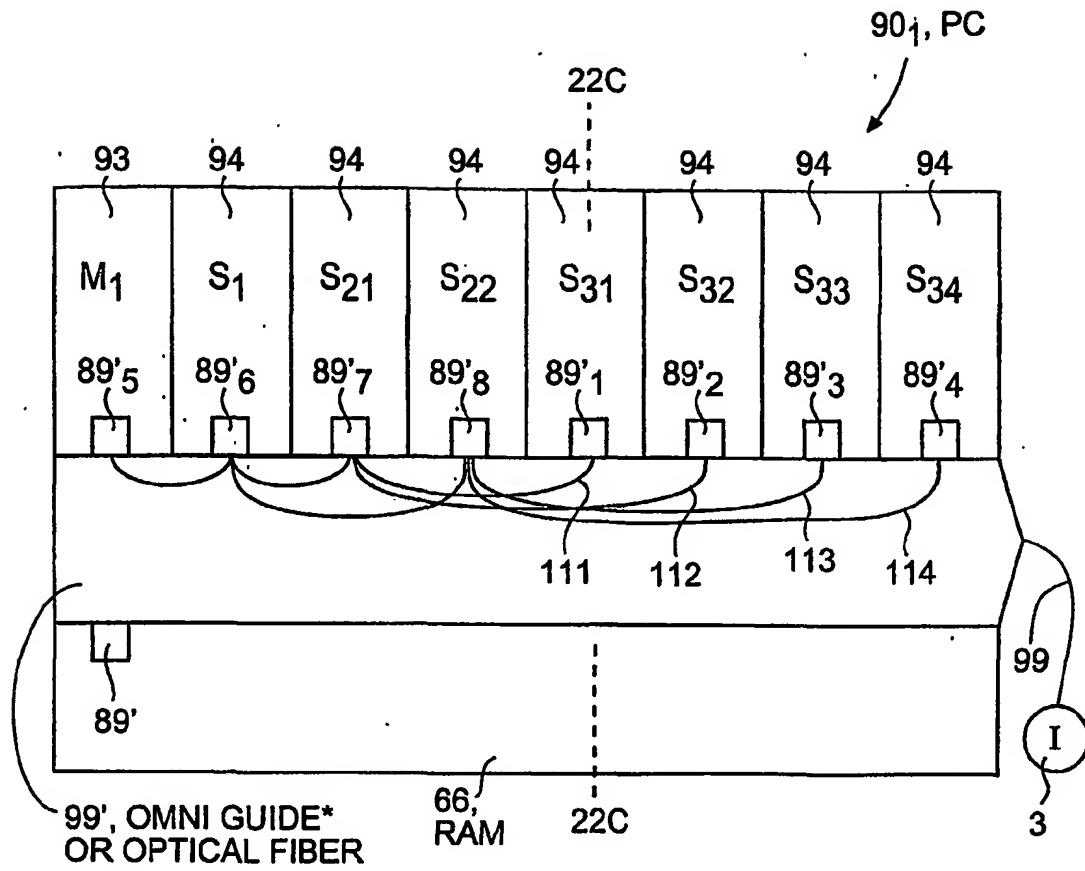 90₁, PC
22C
93 94 94 94 94 94 94 94
M₁ S₁ S₂₁ S₂₂ S₃₁ S₃₂ S₃₃ S₃₄
89'₅ 89'₆ 89'₇ 89'₈ 89'₁ 89'₂ 89'₃ 89'₄
111 112 113 114
99
89'
I
99', OMNI GUIDE*
OR OPTICAL FIBER
66,
RAM
22C
3